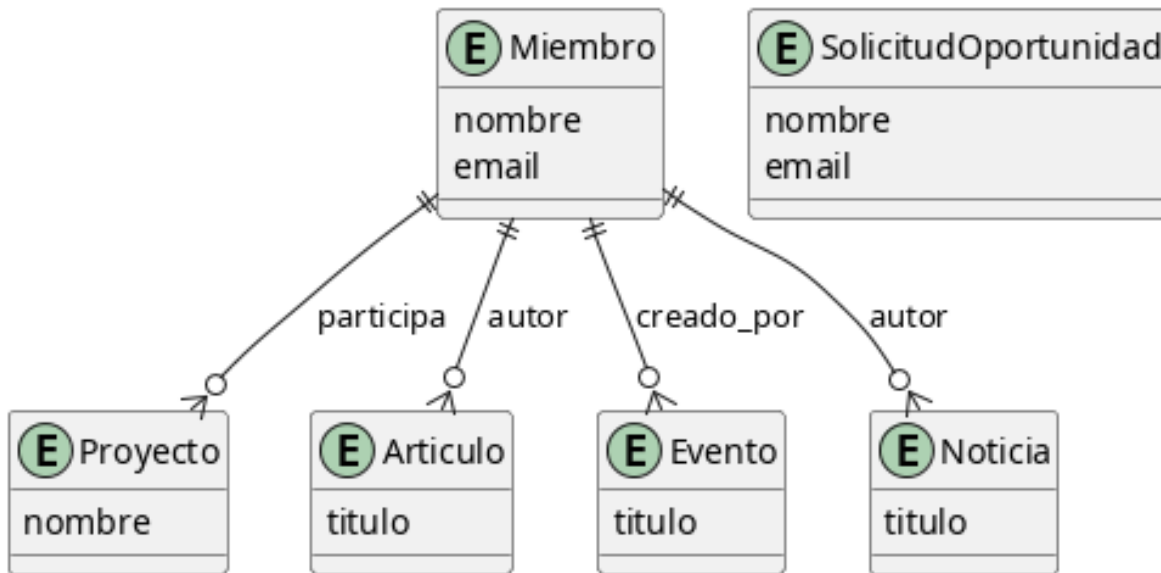 E Miembro
nombre
email
E SolicitudOportunidad
nombre
email
participa
autor
creado_por
autor
E Proyecto
nombre
E Articulo
titulo
E Evento
titulo
E Noticia
titulo